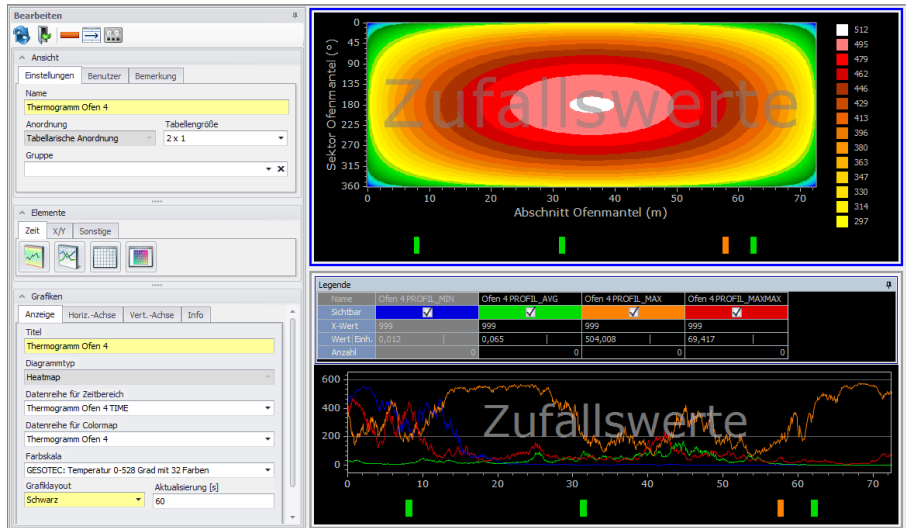 Bearbeiten
Ansicht
Einstellungen Benutzer Bemerkung
Name
Thermogramm Ofen 4
Anordnung Tabellengröße
Tabellarische Anordnung 2 x 1
Gruppe
Elemente
Zeit X/Y Sonstige
Grafiken
Anzeige Horiz.-Achse Vert.-Achse Info
Titel
Thermogramm Ofen 4
Diagrammtyp
Heatmap
Datenreihe für Zeitbereich
Thermogramm Ofen 4 TIME
Datenreihe für Colormap
Thermogramm Ofen 4
Farbskala
GESOTEC: Temperatur 0-528 Grad mit 32 Farben
Grafiklayout Aktualisierung [s]
Schwarz 60
Sektor Ofenmantel (°)
0
45
90
135
180
225
270
315
360
Zufallswerte
0 10 20 30 40 50 60 70
Abschnitt Ofenmantel (m)
512
495
479
462
446
429
413
396
380
363
347
330
314
297
Legende
Name Ofen 4 PROFIL_MIN Ofen 4 PROFIL_AVG Ofen 4 PROFIL_MAX Ofen 4 PROFIL_MAXMAX
Sichtbar
X-Wert 999 999 999 999
Wert|Einh. 0,012 0,065 504,008 69,417
Anzahl 0 0 0 0
600
400
200
0
Zufallswerte
0 10 20 30 40 50 60 70